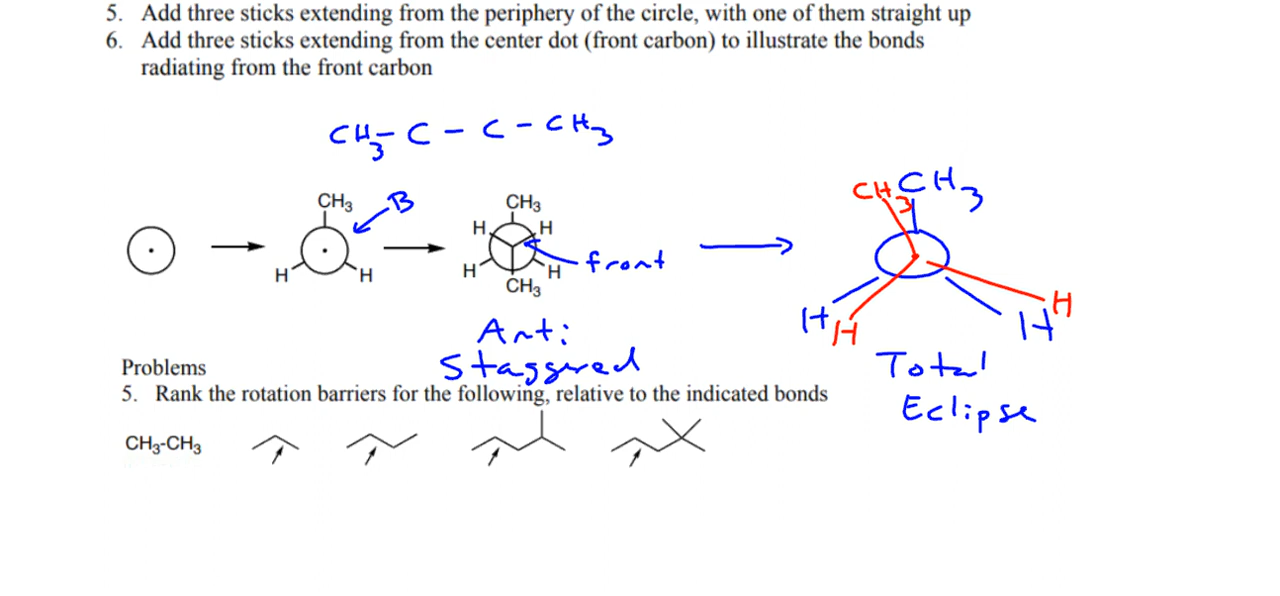 5. Add three sticks extending from the periphery of the circle, with one of them straight up
6. Add three sticks extending from the center dot (front carbon) to illustrate the bonds
radiating from the front carbon
CH₃-C-C-CH₃
CH₃ B CH₃ CH₃ CH₃
H H
H H H H front
CH₃
H H H H
Anti
Staggered
Total
Eclipse
Problems
5. Rank the rotation barriers for the following, relative to the indicated bonds
CH₃-CH₃